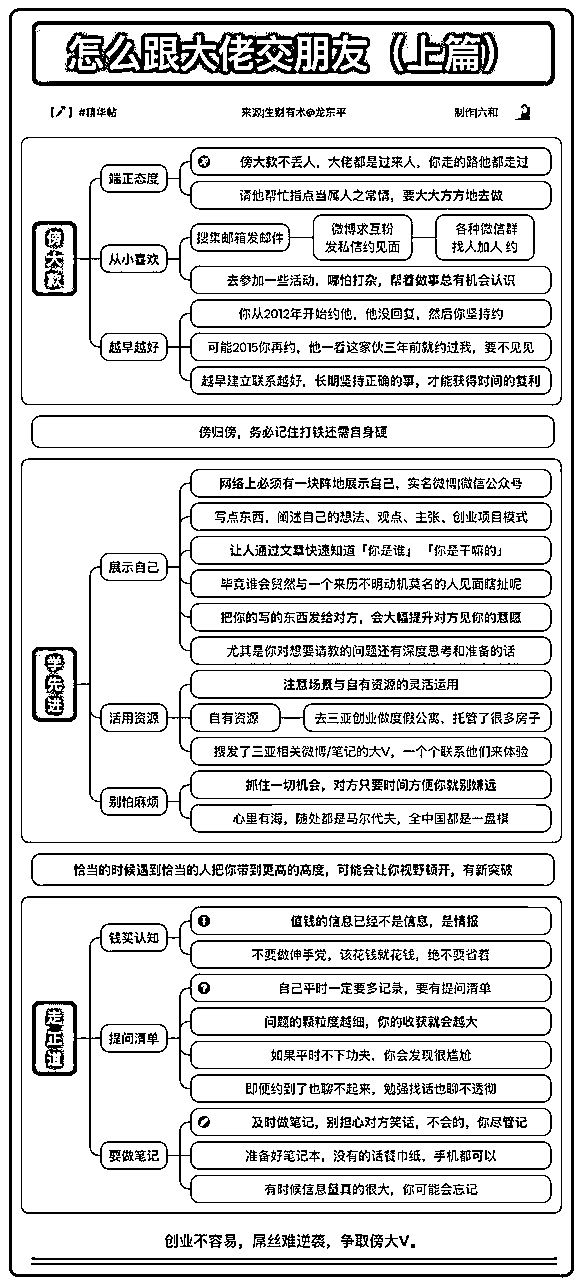 怎么跟大佬交朋友（上篇）
【】#精华帖
来源|生财有术@龙东平
制作|六和
傍大款
端正态度
傍大款不丢人，大佬都是过来人，你走的路他都走过
请他帮忙指点当属人之常情，要大大方方地去做
从小喜欢
搜集邮箱发邮件
微博求互粉
发私信约见面
各种微信群
找人加人 约
去参加一些活动，哪怕打杂，帮着做事总有机会认识
越早越好
你从2012年开始约他，他没回复，然后你坚持约
可能2015你再约，他一看这家伙三年前就约过我，要不见见
越早建立联系越好，长期坚持正确的事，才能获得时间的复利
傍归傍，务必记住打铁还需自身硬
学先进
展示自己
网络上必须有一块阵地展示自己，实名微博|微信公众号
写点东西，阐述自己的想法、观点、主张、创业项目模式
让人通过文章快速知道「你是谁」「你是干嘛的」
毕竟谁会贸然与一个来历不明动机莫名的人见面瞎扯呢
把你的写的东西发给对方，会大幅提升对方见你的意愿
尤其是你对想要请教的问题还有深度思考和准备的话
活用资源
注意场景与自有资源的灵活运用
自有资源
去三亚创业做度假公寓、托管了很多房子
搜发了三亚相关微博/笔记的大V，一个个联系他们来体验
别怕麻烦
抓住一切机会，对方只要时间方便你就别嫌远
心里有海，随处都是马尔代夫，全中国都是一盘棋
恰当的时候遇到恰当的人把你带到更高的高度，可能会让你视野顿开，有新突破
走正道
钱买认知
值钱的信息已经不是信息，是情报
不要做伸手党，该花钱就花钱，绝不要省着
提问清单
自己平时一定要多记录，要有提问清单
问题的颗粒度越细，你的收获就会越大
如果平时不下功夫，你会发现很尴尬
即便约到了也聊不起来，勉强找话也聊不透彻
要做笔记
及时做笔记，别担心对方笑话，不会的，你尽管记
准备好笔记本，没有的话餐巾纸，手机都可以
有时候信息量真的很大，你可能会忘记
创业不容易，屌丝难逆袭，争取傍大V。